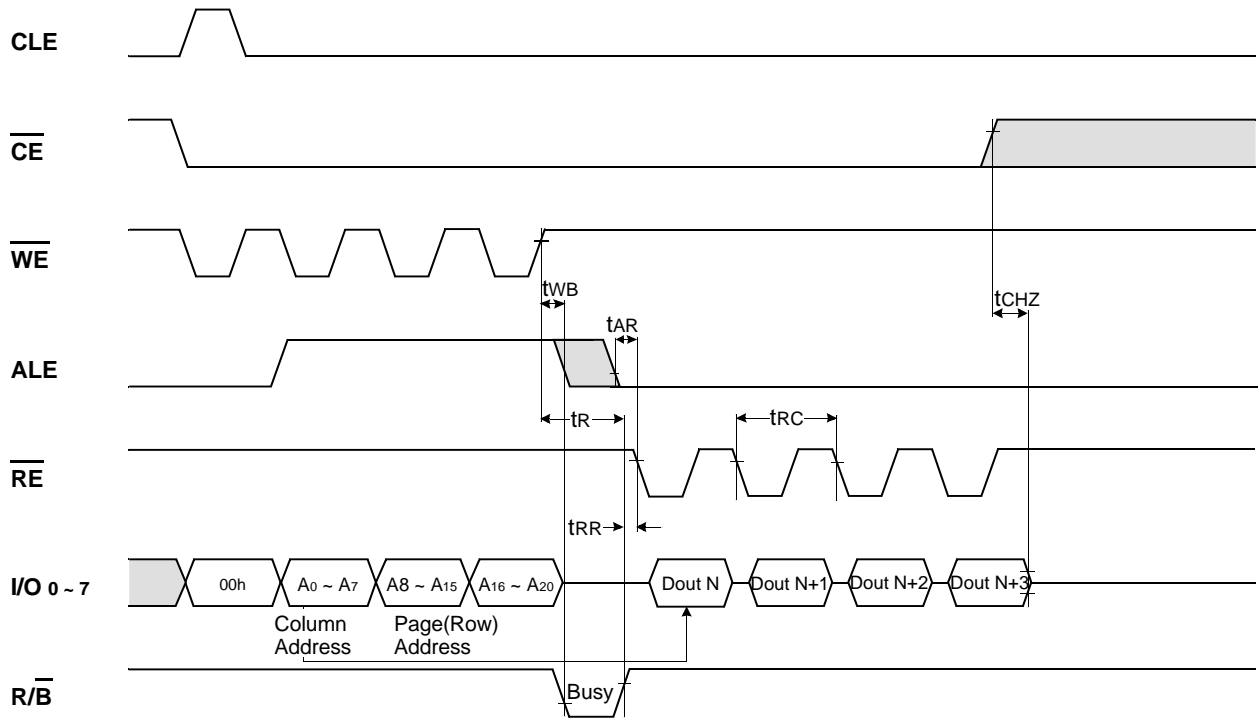 CLE
CE
WE
tWB
tCHZ
tAR
ALE
tR
tRC
RE
tRR
I/O 0 ~ 7
00h
A0 ~ A7
A8 ~ A15
A16 ~ A20
Dout N
Dout N+1
Dout N+2
Dout N+3
Column
Address
Page(Row)
Address
R/B
Busy